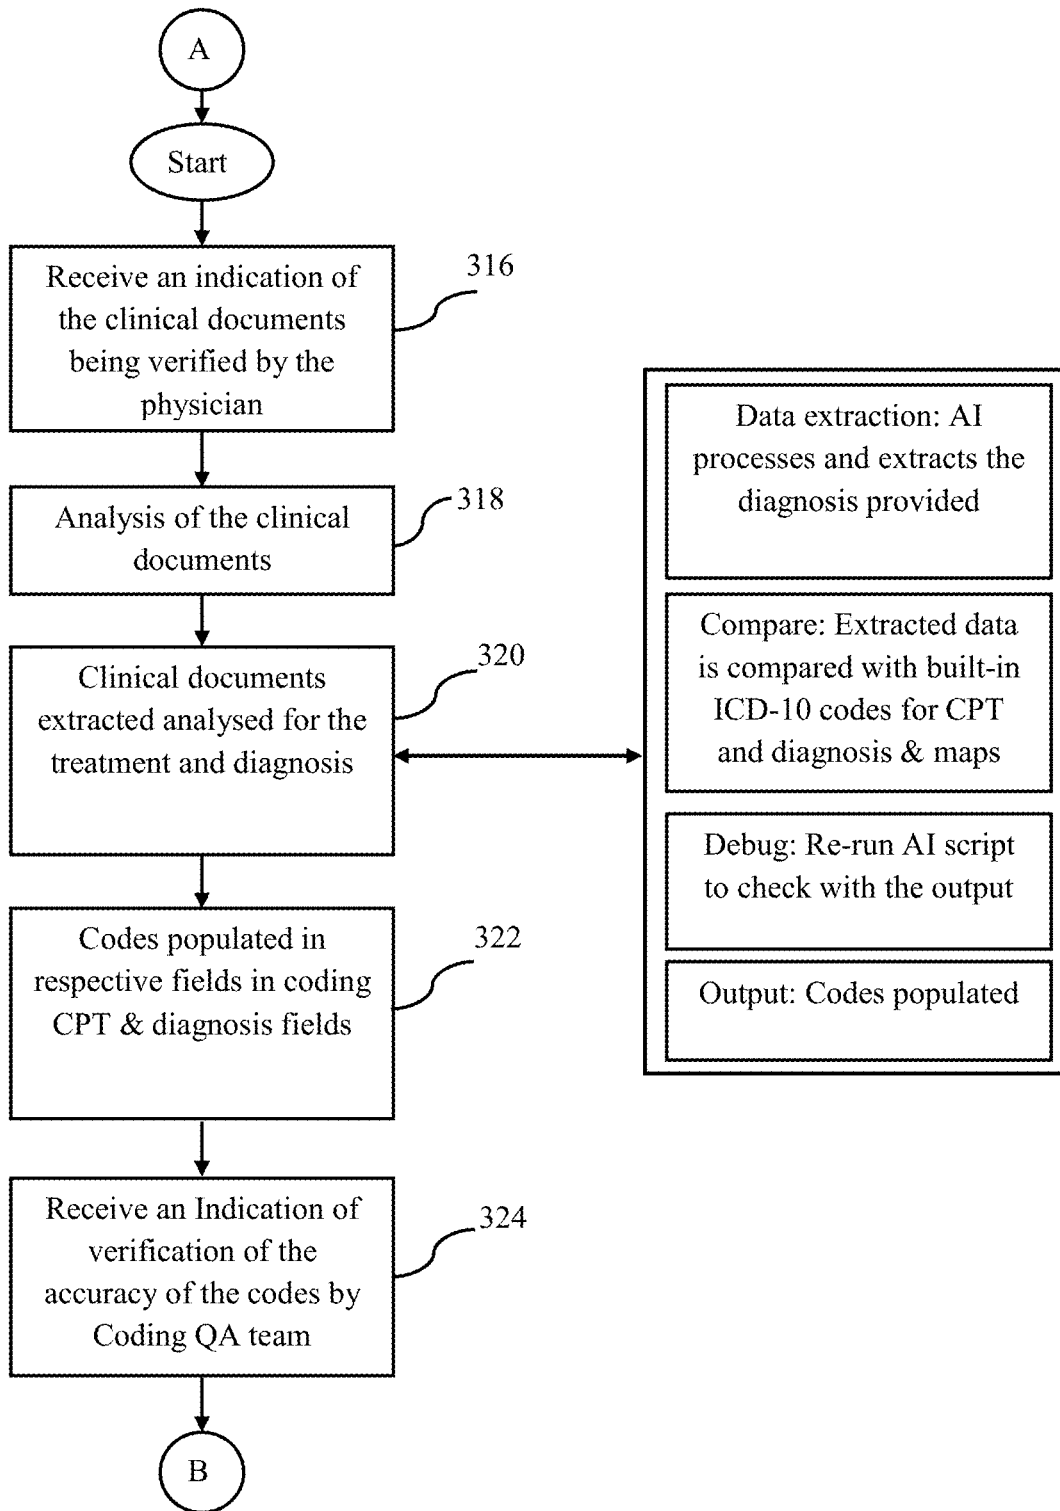 A
Start
Receive an indication of
the clinical documents
being verified by the
physician
316
Analysis of the clinical
documents
318
Clinical documents
extracted analysed for the
treatment and diagnosis
320
Codes populated in
respective fields in coding
CPT & diagnosis fields
322
Receive an Indication of
verification of the
accuracy of the codes by
Coding QA team
324
B
Data extraction: AI
processes and extracts the
diagnosis provided
Compare: Extracted data
is compared with built-in
ICD-10 codes for CPT
and diagnosis & maps
Debug: Re-run AI script
to check with the output
Output: Codes populated